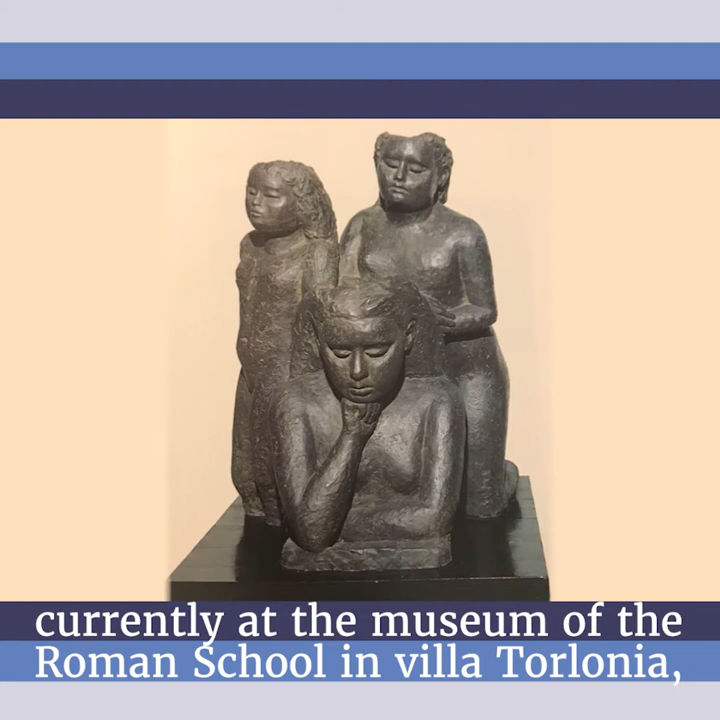 currently at the museum of the
Roman School in villa Torlonia,